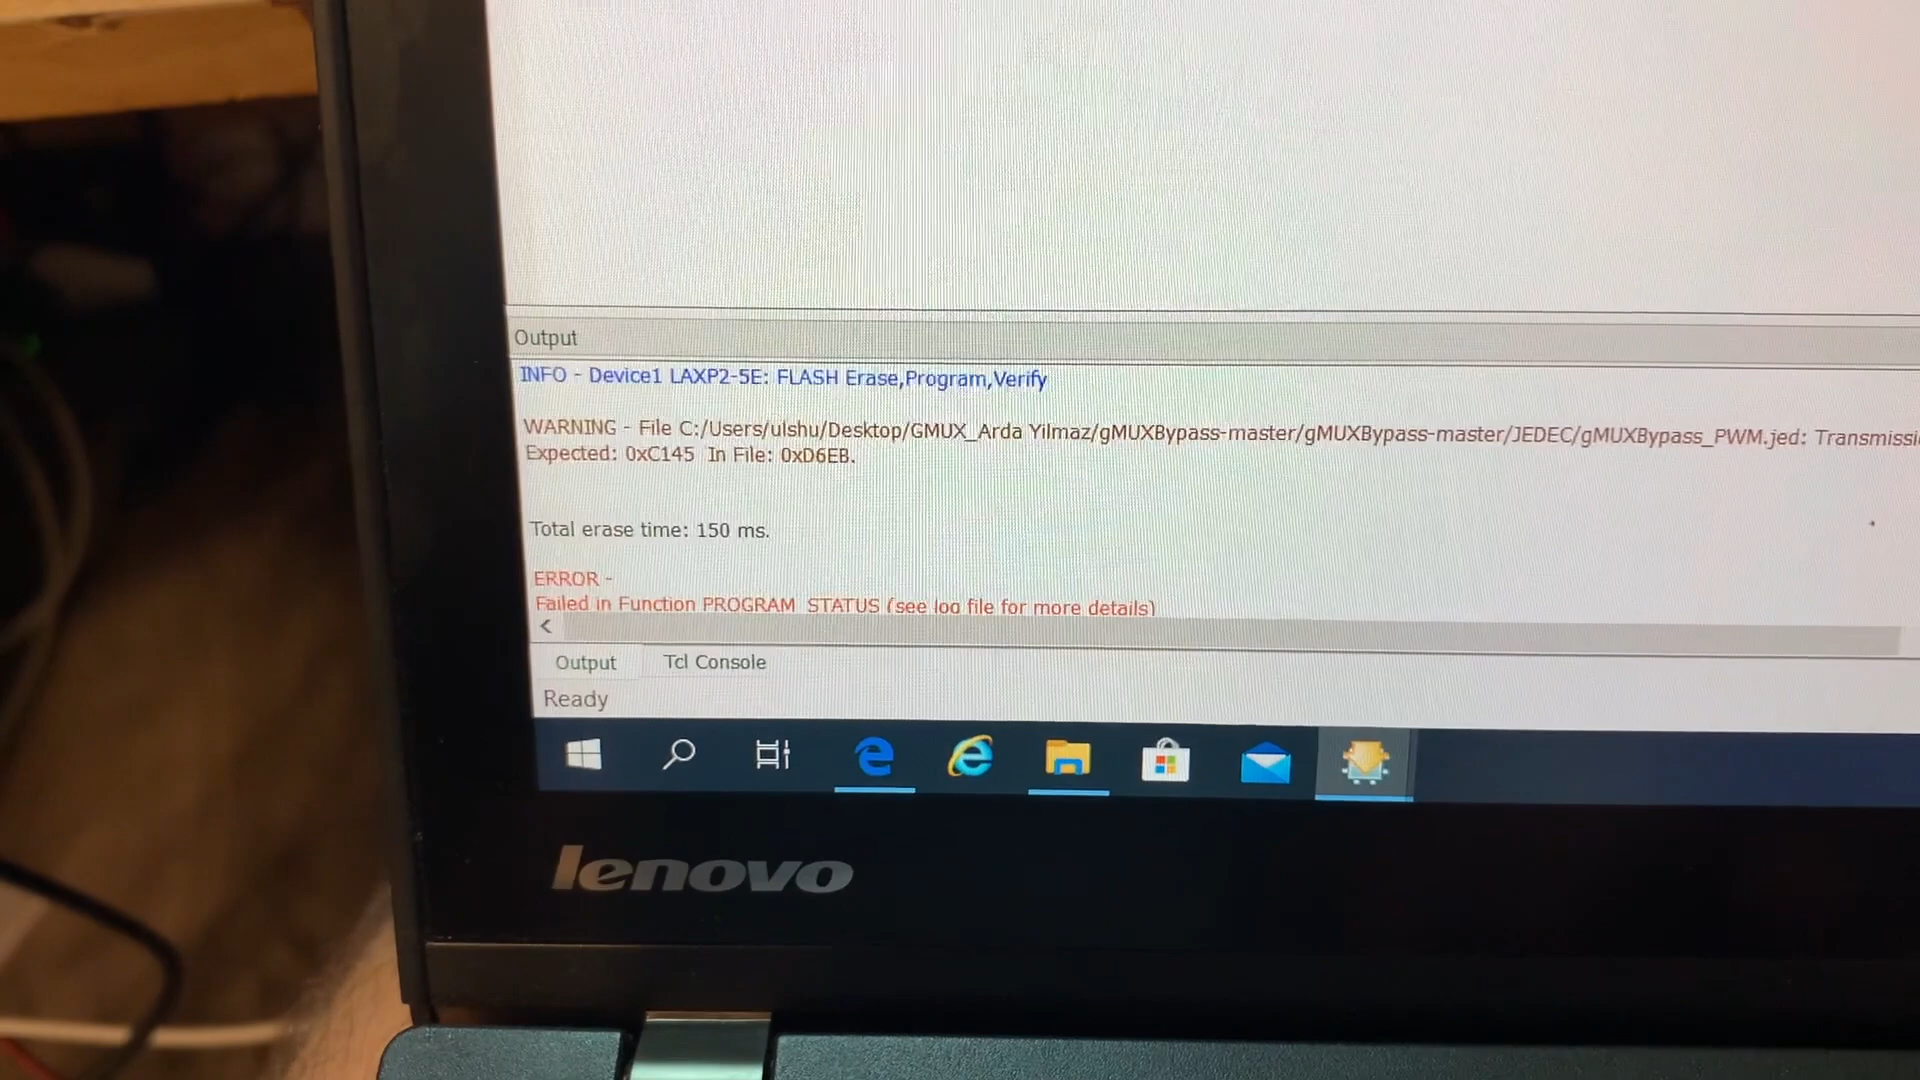 Output
INFO - Device1 LAXP2-5E: FLASH Erase,Program,Verify
WARNING - File C:/Users/ulshu/Desktop/GMUX_Arda Yilmaz/gMUXBypass-master/gMUXBypass-master/JEDEC/gMUXBypass_PWM.jed: Transmissi
Expected: 0xC145 In File: 0xD6EB.
Total erase time: 150 ms.
ERROR -
Failed in Function PROGRAM_STATUS (see log file for more details)
Output Tcl Console
Ready
lenovo